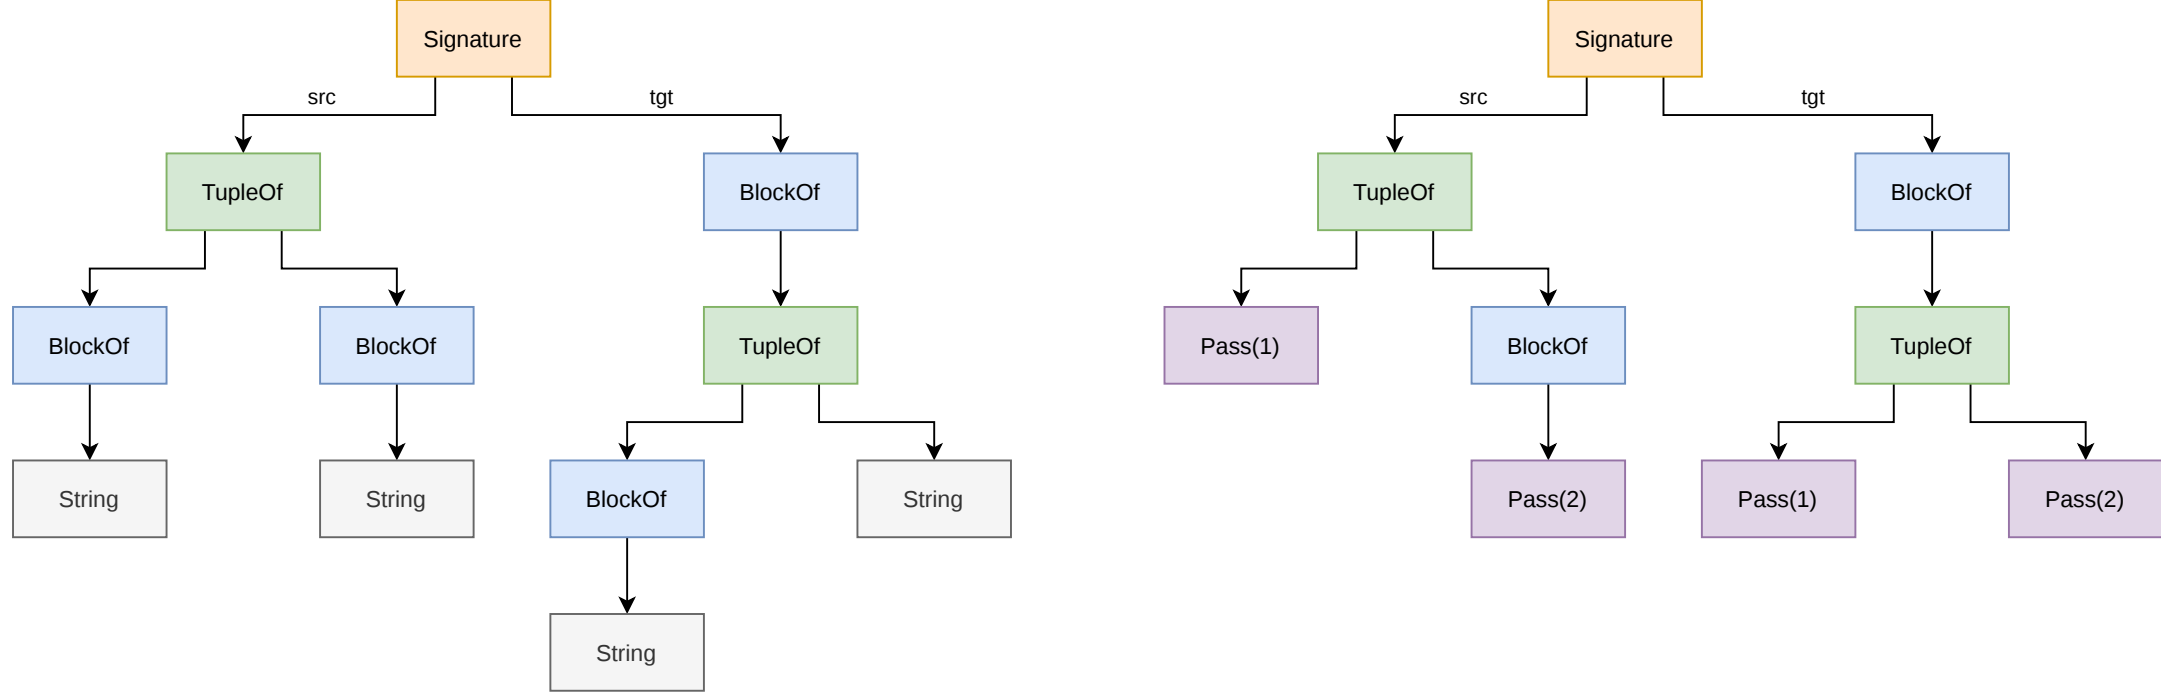 Signature
src
tgt
TupleOf
BlockOf
BlockOf
BlockOf
TupleOf
String
String
BlockOf
String
String
Signature
src
tgt
TupleOf
BlockOf
Pass(1)
BlockOf
TupleOf
Pass(2)
Pass(1)
Pass(2)